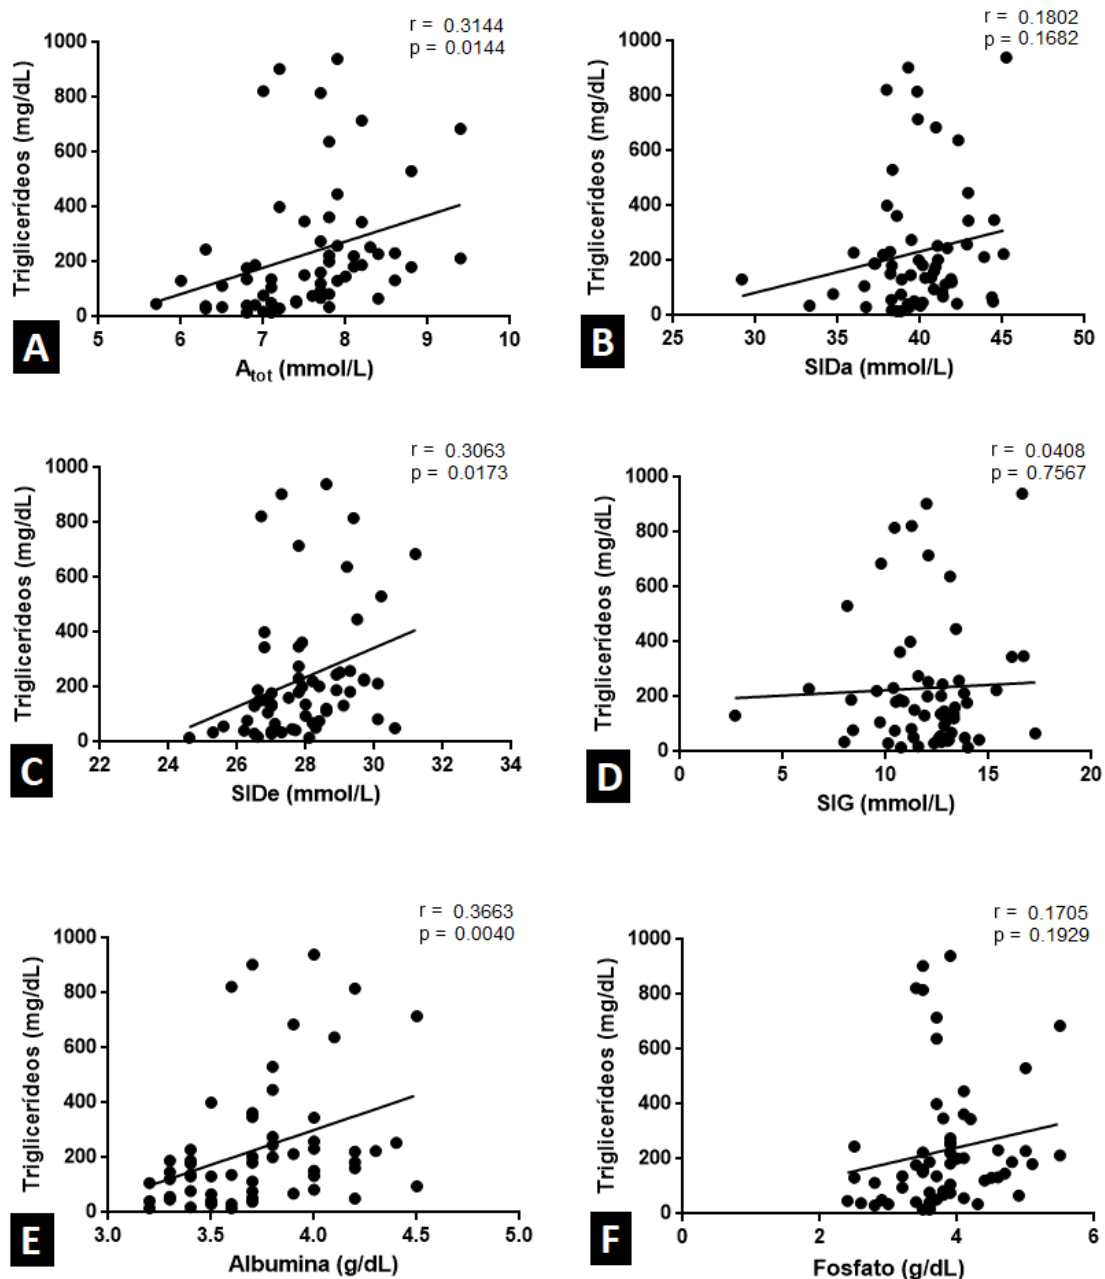 r = 0.3144
p = 0.0144
1000
800
600
400
200
0
Triglicerídeos (mg/dL)
5 6 7 8 9 10
A
Atot (mmol/L)
r = 0.1802
p = 0.1682
1000
800
600
400
200
0
Triglicerídeos (mg/dL)
25 30 35 40 45 50
B
SIDa (mmol/L)
r = 0.3063
p = 0.0173
1000
800
600
400
200
0
Triglicerídeos (mg/dL)
22 24 26 28 30 32 34
C
SIDe (mmol/L)
r = 0.0408
p = 0.7567
1000
800
600
400
200
0
Triglicerídeos (mg/dL)
0 5 10 15 20
D
SIG (mmol/L)
r = 0.3663
p = 0.0040
1000
800
600
400
200
0
Triglicerídeos (mg/dL)
3.0 3.5 4.0 4.5 5.0
E
Albumina (g/dL)
r = 0.1705
p = 0.1929
1000
800
600
400
200
0
Triglicerídeos (mg/dL)
0 2 4 6
F
Fosfato (g/dL)